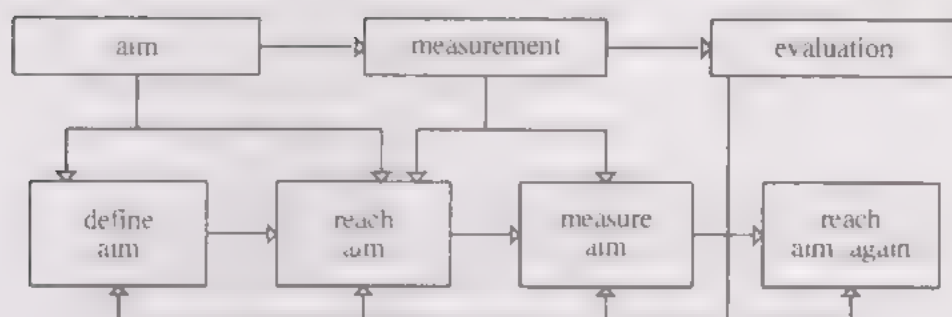 aim
measurement
evaluation
define
aim
reach
aim
measure
aim
reach
aim again